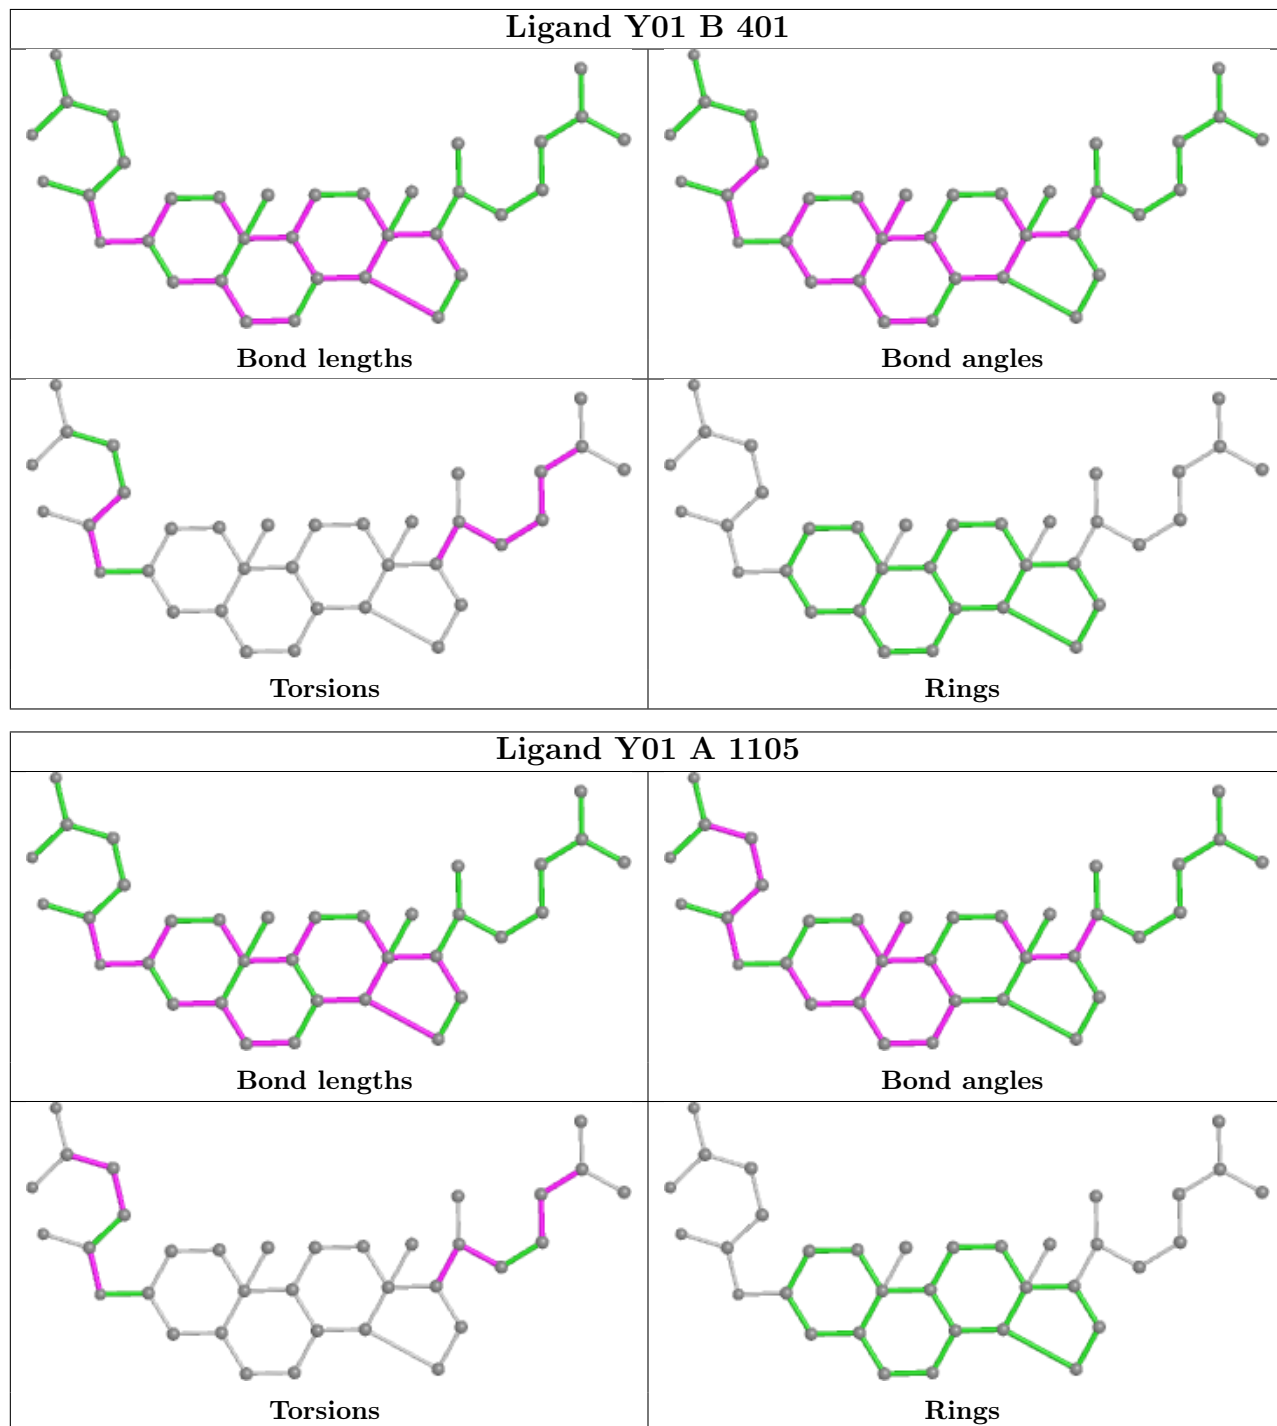 Ligand Y01 B 401
Bond lengths
Bond angles
Torsions
Rings
Ligand Y01 A 1105
Bond lengths
Bond angles
Torsions
Rings